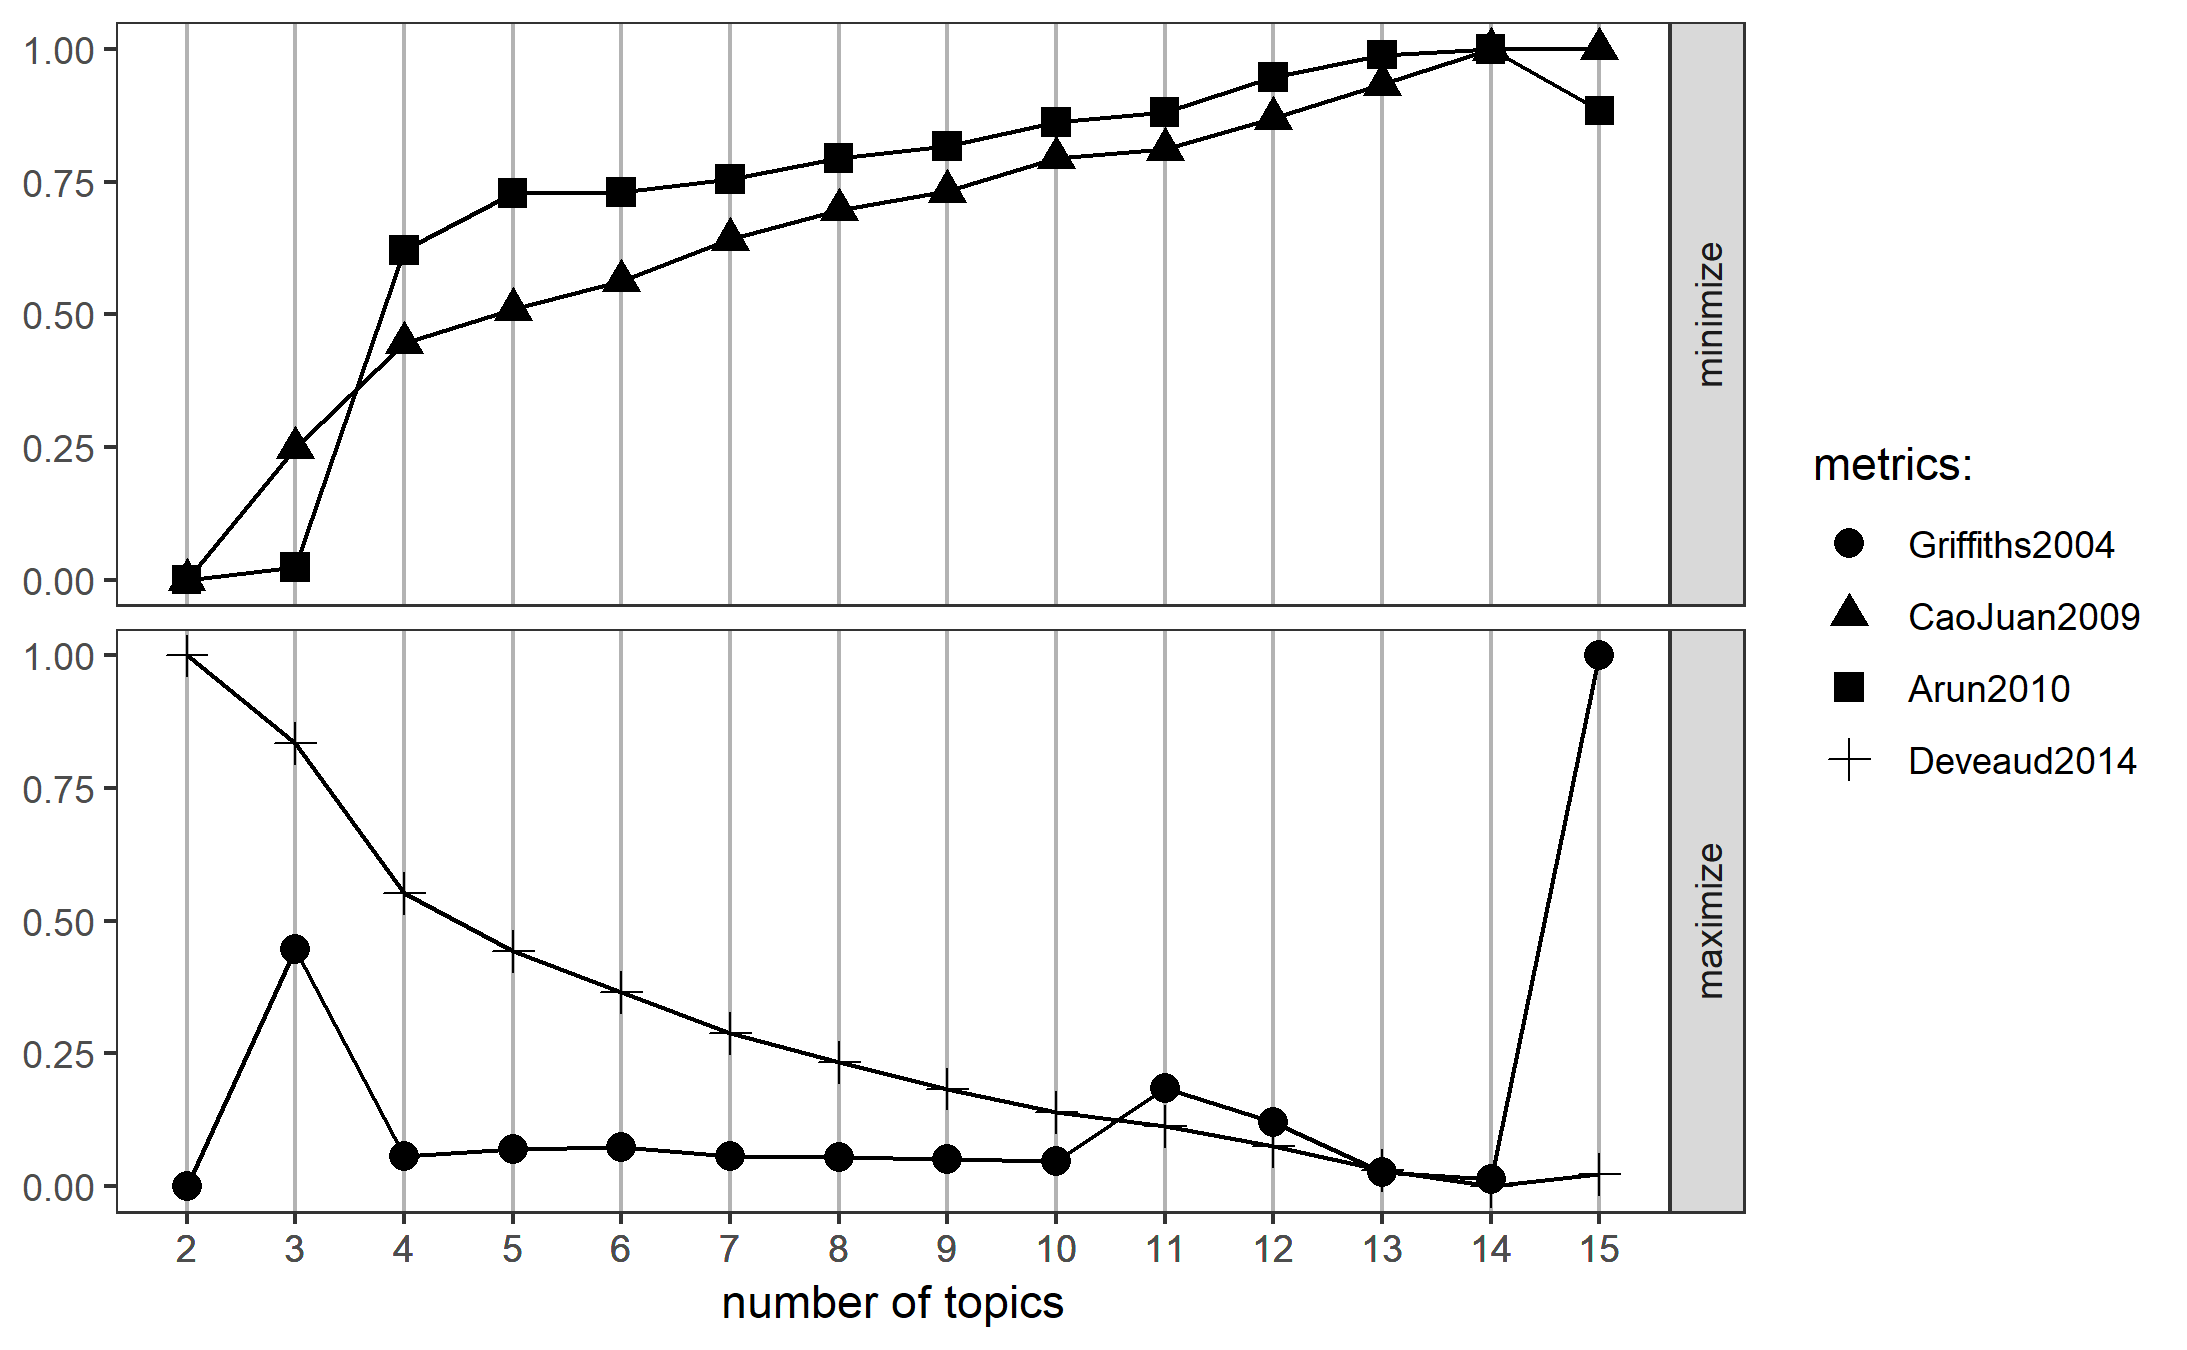 1.00
0.75
0.50
0.25
0.00
minimize
1.00
0.75
0.50
0.25
0.00
maximize
2 3 4 5 6 7 8 9 10 11 12 13 14 15
number of topics
metrics:
Griffiths2004
CaoJuan2009
Arun2010
Deveaud2014